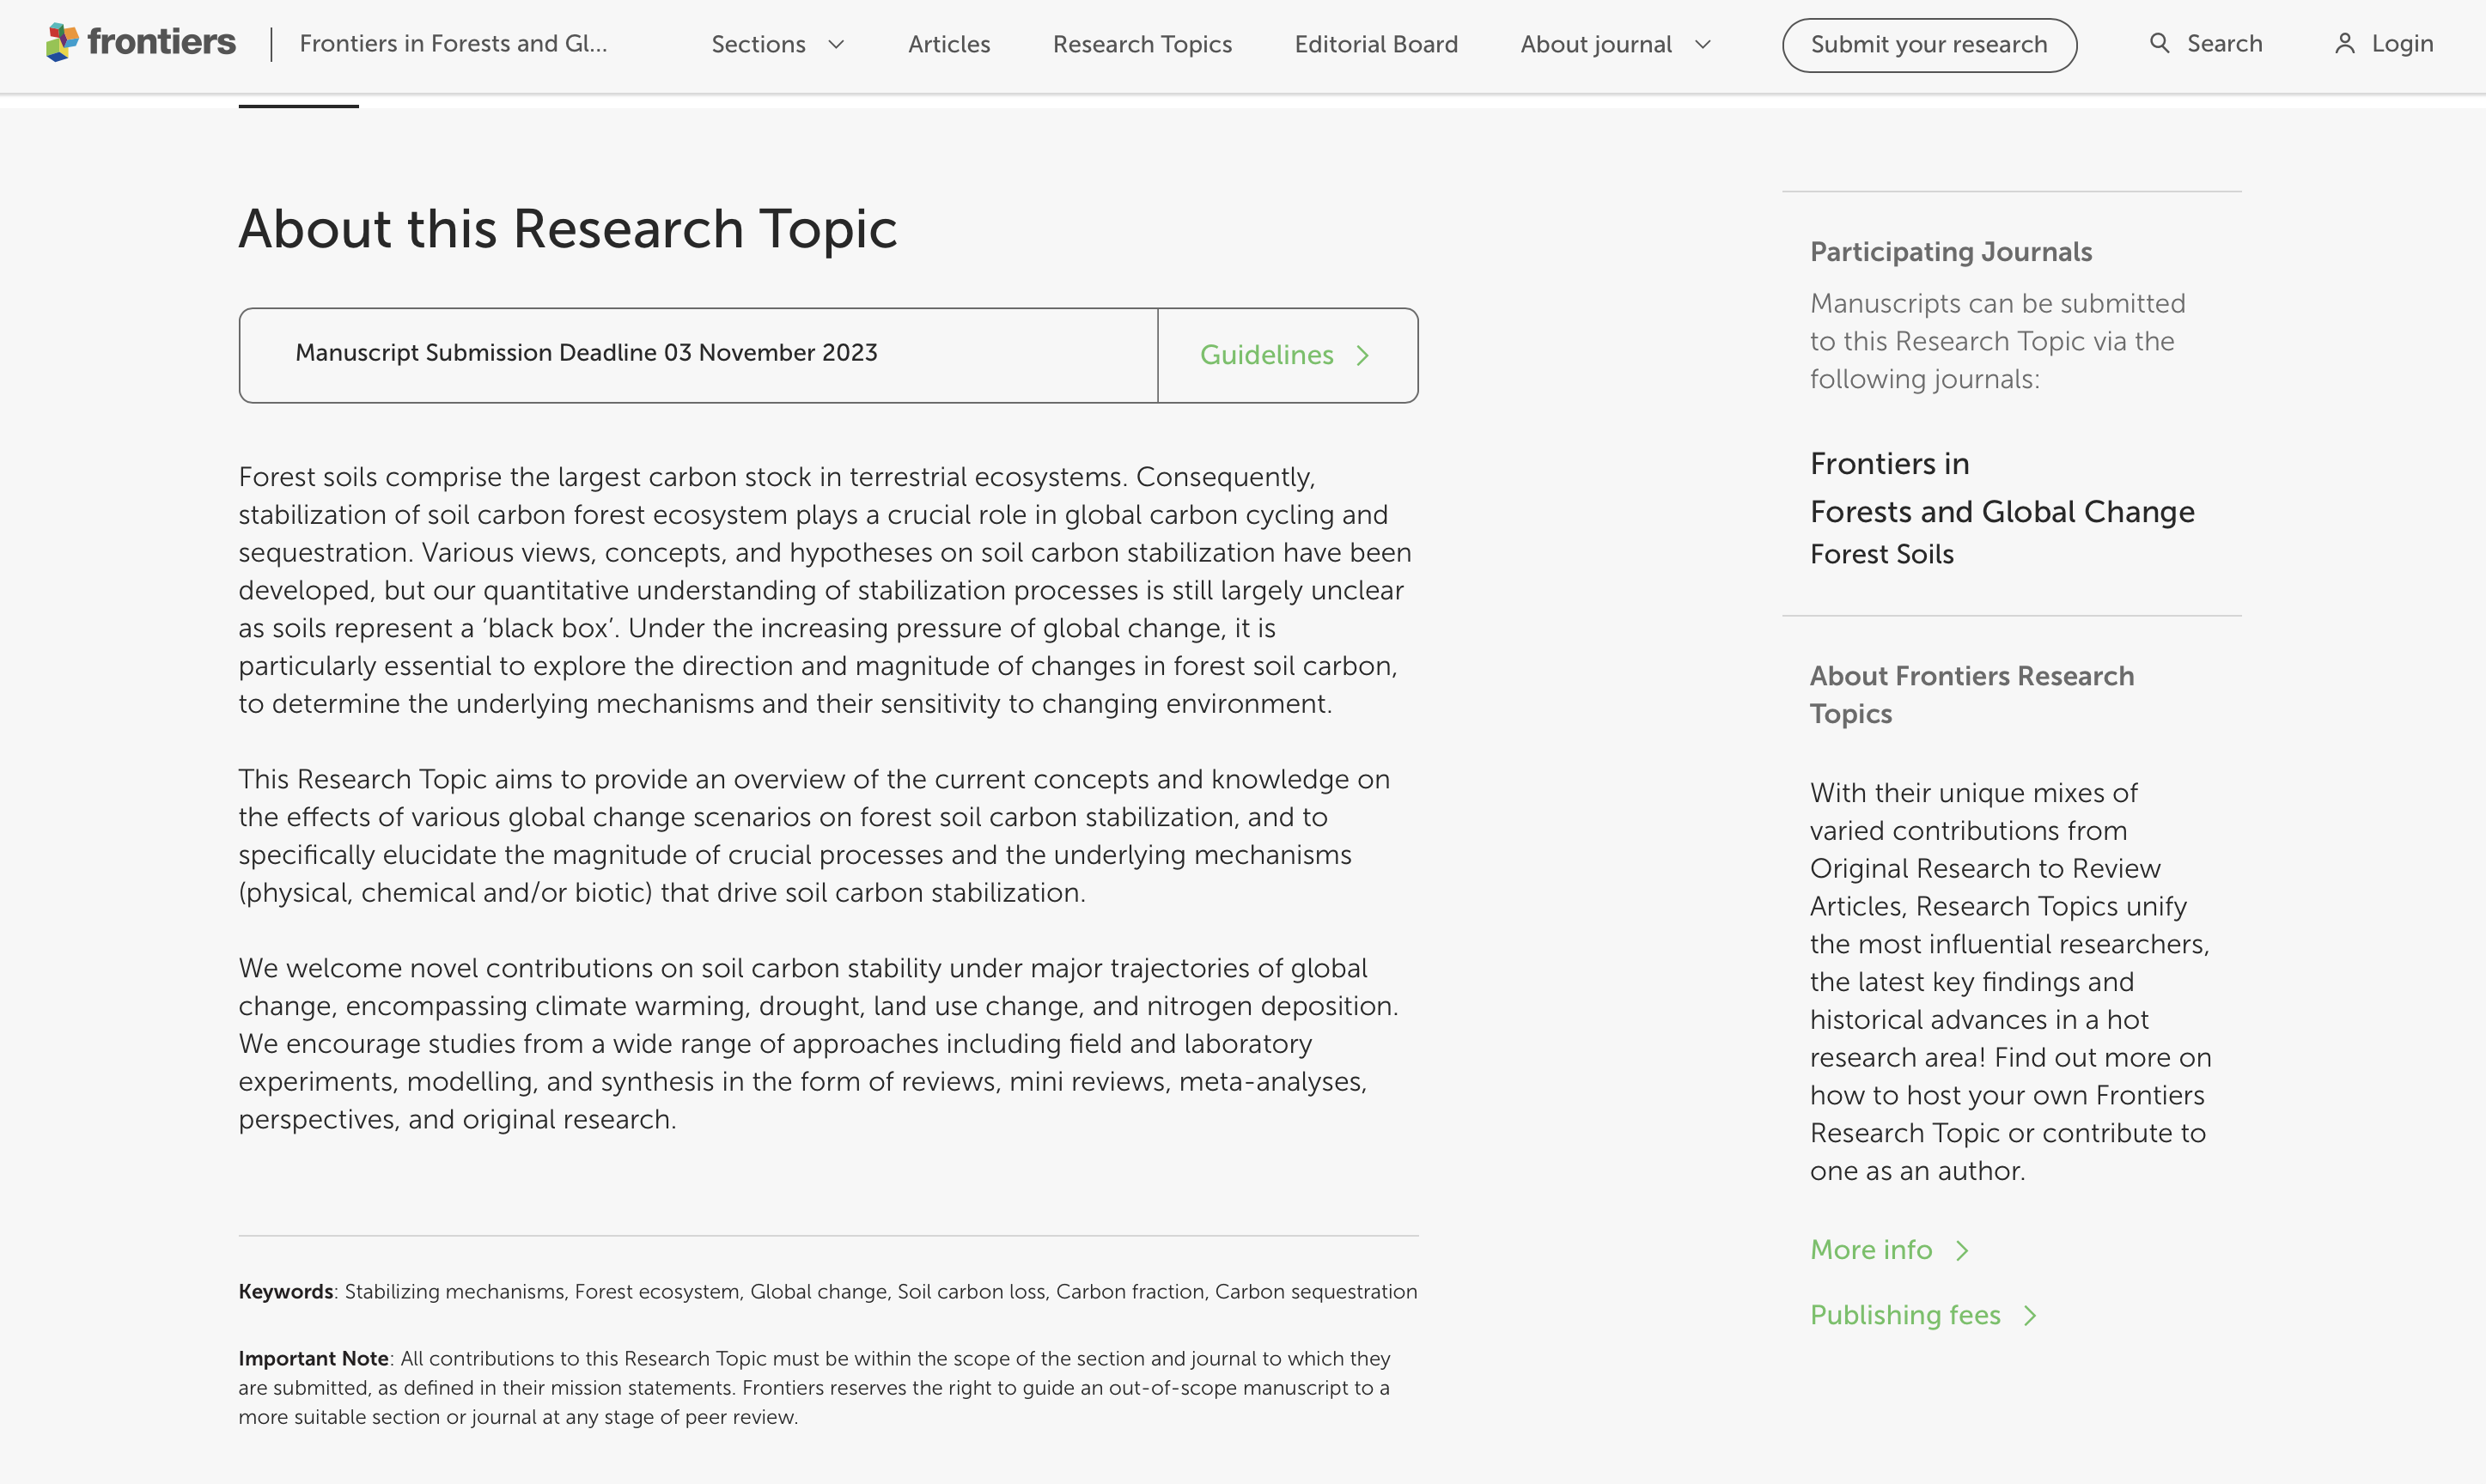 frontiers
Frontiers in Forests and Gl...
Sections
Articles
Research Topics
Editorial Board
About journal
Submit your research
Search
Login
About this Research Topic
Manuscript Submission Deadline 03 November 2023
Guidelines
Forest soils comprise the largest carbon stock in terrestrial ecosystems. Consequently,
stabilization of soil carbon forest ecosystem plays a crucial role in global carbon cycling and
sequestration. Various views, concepts, and hypotheses on soil carbon stabilization have been
developed, but our quantitative understanding of stabilization processes is still largely unclear
as soils represent a ‘black box’. Under the increasing pressure of global change, it is
particularly essential to explore the direction and magnitude of changes in forest soil carbon,
to determine the underlying mechanisms and their sensitivity to changing environment.
This Research Topic aims to provide an overview of the current concepts and knowledge on
the effects of various global change scenarios on forest soil carbon stabilization, and to
specifically elucidate the magnitude of crucial processes and the underlying mechanisms
(physical, chemical and/or biotic) that drive soil carbon stabilization.
We welcome novel contributions on soil carbon stability under major trajectories of global
change, encompassing climate warming, drought, land use change, and nitrogen deposition.
We encourage studies from a wide range of approaches including field and laboratory
experiments, modelling, and synthesis in the form of reviews, mini reviews, meta-analyses,
perspectives, and original research.
Keywords: Stabilizing mechanisms, Forest ecosystem, Global change, Soil carbon loss, Carbon fraction, Carbon sequestration
Important Note: All contributions to this Research Topic must be within the scope of the section and journal to which they
are submitted, as defined in their mission statements. Frontiers reserves the right to guide an out-of-scope manuscript to a
more suitable section or journal at any stage of peer review.
Participating Journals
Manuscripts can be submitted
to this Research Topic via the
following journals:
Frontiers in
Forests and Global Change
Forest Soils
About Frontiers Research
Topics
With their unique mixes of
varied contributions from
Original Research to Review
Articles, Research Topics unify
the most influential researchers,
the latest key findings and
historical advances in a hot
research area! Find out more on
how to host your own Frontiers
Research Topic or contribute to
one as an author.
More info
Publishing fees